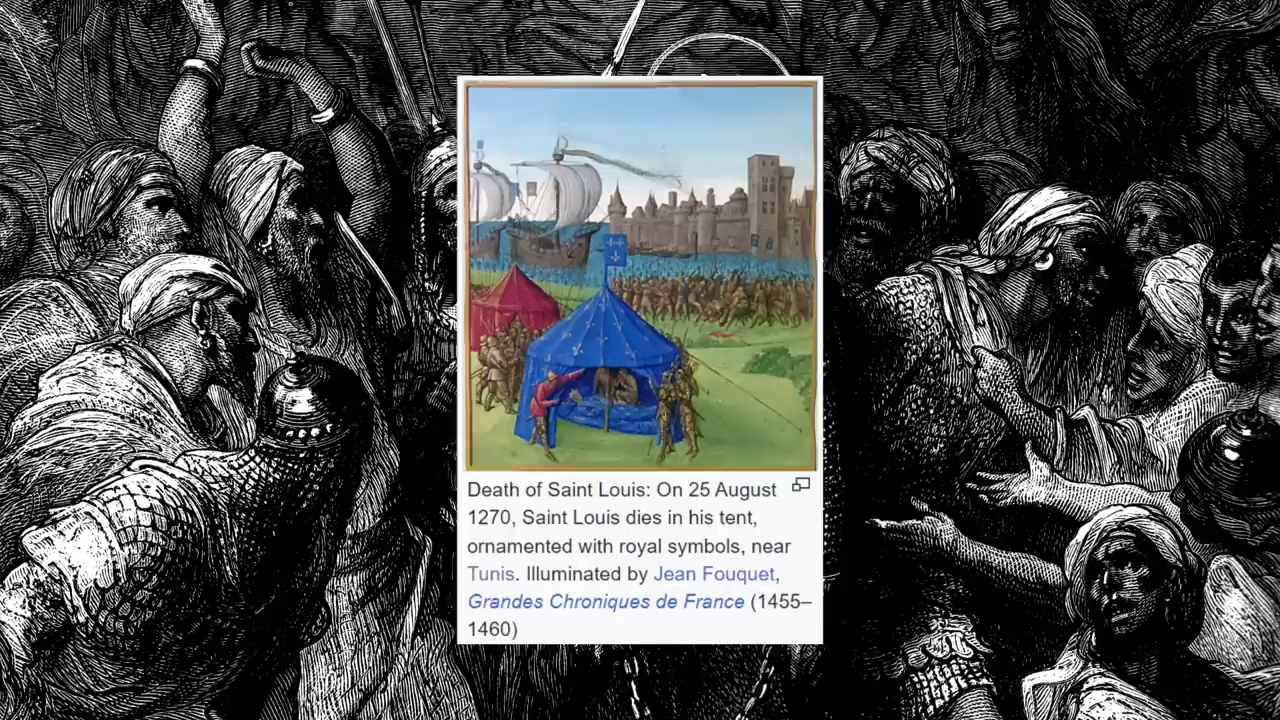 Death of Saint Louis: On 25 August
1270, Saint Louis dies in his tent,
ornamented with royal symbols, near
Tunis. Illuminated by Jean Fouquet,
Grandes Chroniques de France (1455–
1460)